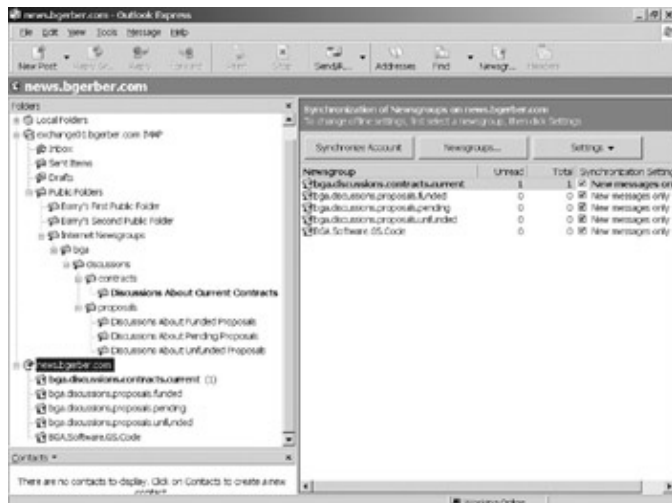 news.bgerber.com - Outlook Express
File Edit View Tools Message Help
New Post Reply Reply Forward Print Stop Send/R... Addresses Find Newsgr... Headers
news.bgerber.com
Folders
Local Folders
exchange01.bgerber.com IMAP
Inbox
Sent Items
Drafts
Public Folders
Barry's First Public Folder
Barry's Second Public Folder
Internet Newsgroups
bga
discussions
contracts
Discussions About Current Contracts
proposals
Discussions About Funded Proposals
Discussions About Pending Proposals
Discussions About Unfunded Proposals
news.bgerber.com
bga.discussions.contracts.current (1)
bga.discussions.proposals.funded
bga.discussions.proposals.pending
bga.discussions.proposals.unfunded
BGA.Software.GS.Code
Contacts
There are no contacts to display. Click on Contacts to create a new contact.
Synchronization of Newsgroups on news.bgerber.com
To change offline settings, first select a newsgroup, then click Settings
Synchronize Account Newsgroups... Settings
Newsgroup Unread Total Synchronization Setting
bga.discussions.contracts.current 1 1 New messages only
bga.discussions.proposals.funded 0 0 New messages only
bga.discussions.proposals.pending 0 0 New messages only
bga.discussions.proposals.unfunded 0 0 New messages only
BGA.Software.GS.Code 0 0 New messages only
Working Online